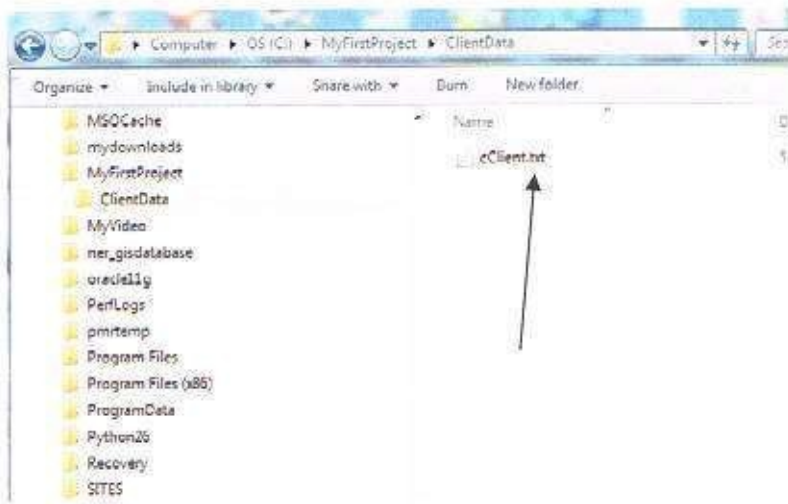 Computer ▸ OS (C:) ▸ MyFirstProject ▸ ClientData
Organize Include in library Share with Burn New folder
Name
cClient.txt
MSOCache
mydownloads
MyFirstProject
ClientData
MyVideo
ner_gisdatabase
oracle11g
PerfLogs
pmrtemp
Program Files
Program Files (x86)
ProgramData
Python26
Recovery
SITES